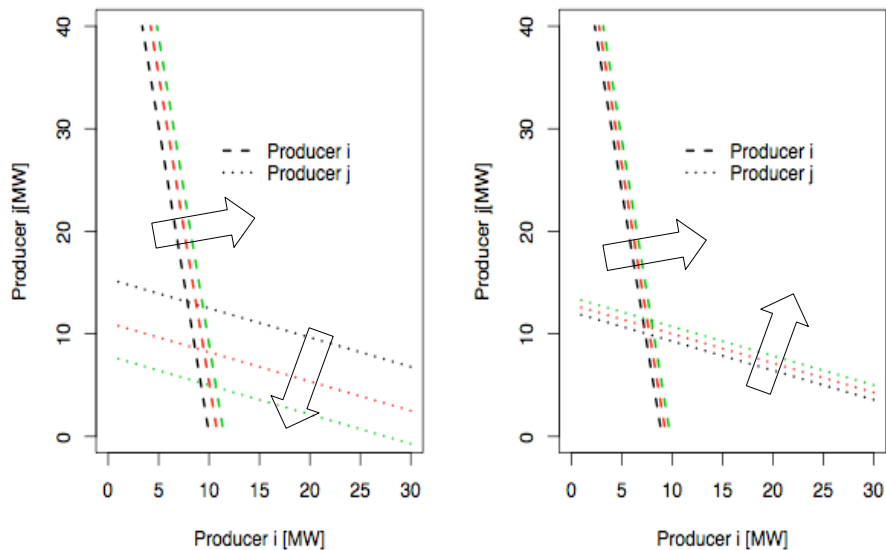 40
30
20
10
0
Producer j[MW]
Producer i
Producer j
0 5 10 15 20 25 30
Producer i [MW]
40
30
20
10
0
Producer j[MW]
Producer i
Producer j
0 5 10 15 20 25 30
Producer i [MW]